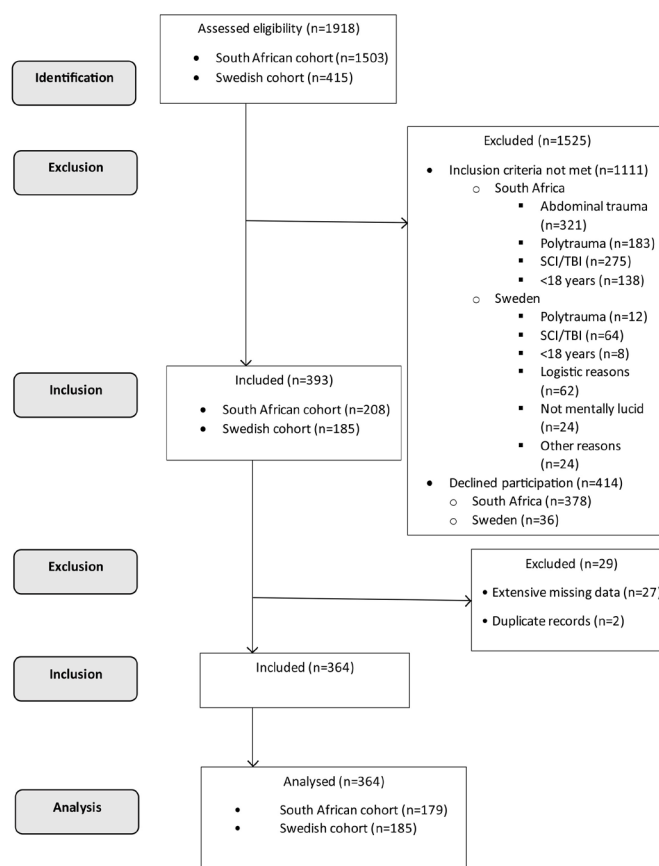 Assessed eligibility (n=1918)
• South African cohort (n=1503)
• Swedish cohort (n=415)
Identification
Exclusion
Excluded (n=1525)
• Inclusion criteria not met (n=1111)
o South Africa
▪ Abdominal trauma
(n=321)
▪ Polytrauma (n=183)
▪ SCI/TBI (n=275)
▪ <18 years (n=138)
o Sweden
▪ Polytrauma (n=12)
▪ SCI/TBI (n=64)
▪ <18 years (n=8)
▪ Logistic reasons
(n=62)
▪ Not mentally lucid
(n=24)
▪ Other reasons
(n=24)
• Declined participation (n=414)
o South Africa (n=378)
o Sweden (n=36)
Inclusion
Included (n=393)
• South African cohort (n=208)
• Swedish cohort (n=185)
Exclusion
Excluded (n=29)
• Extensive missing data (n=27)
• Duplicate records (n=2)
Inclusion
Included (n=364)
Analysis
Analysed (n=364)
• South African cohort (n=179)
• Swedish cohort (n=185)